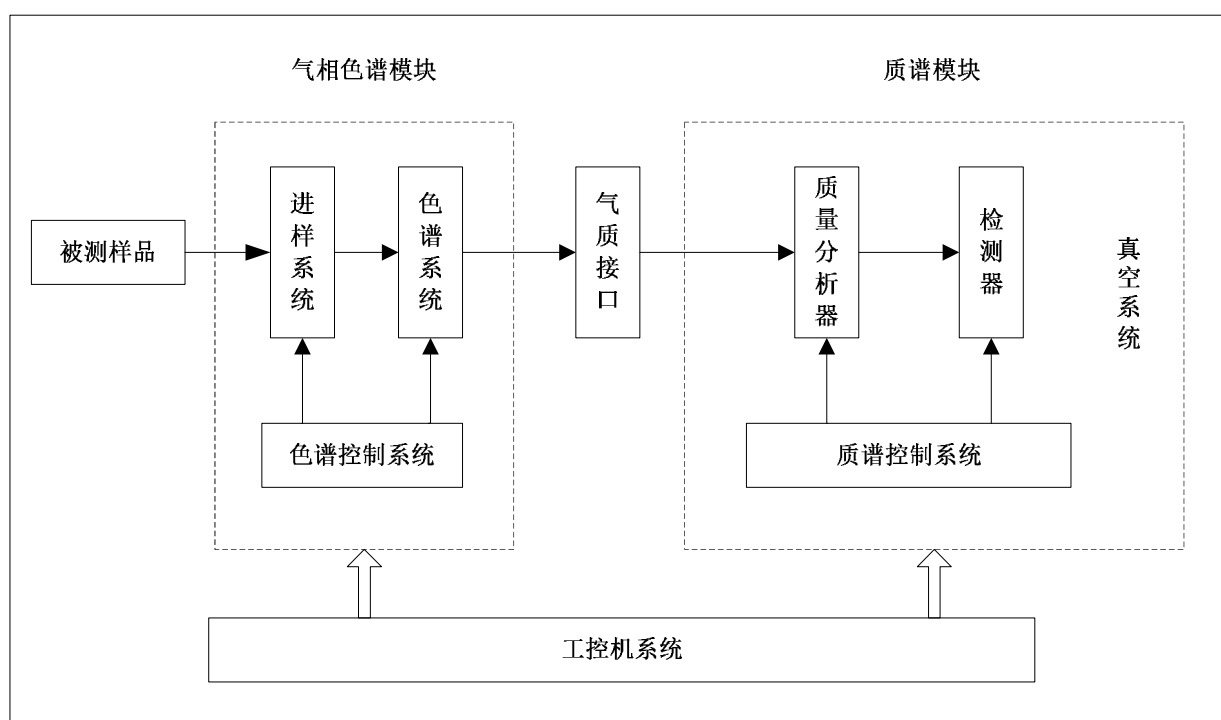 气相色谱模块
质谱模块
被测样品
进样系统
色谱系统
气质接口
质量分析器
检测器
真空系统
色谱控制系统
质谱控制系统
工控机系统